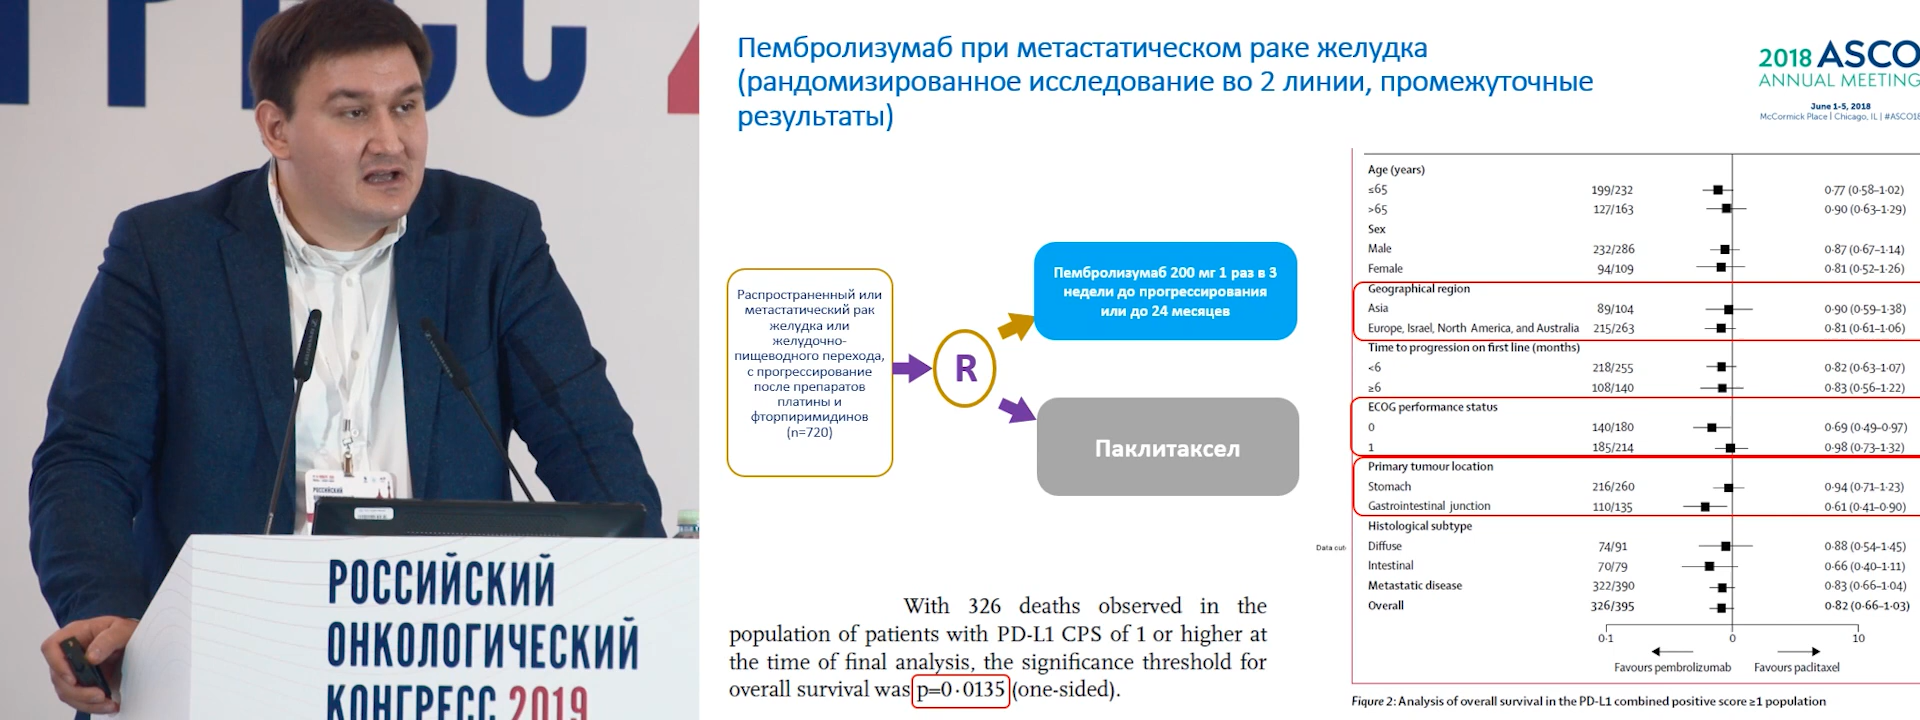 РЕСС 2
РОССИЙСКИЙ
РОССИЙСКИЙ
ОНКОЛОГИЧЕСКИЙ
КОНГРЕСС 2019
Пембролизумаб при метастатическом раке желудка
(рандомизированное исследование во 2 линии, промежуточные
результаты)
2018 ASCO
ANNUAL MEETING
June 1-5, 2018
McCormick Place | Chicago, IL | #ASCO18
Распространенный или
метастатический рак
желудка или
желудочно-
пищеводного перехода,
с прогрессирование
после препаратов
платины и
фторпиримидинов
(n=720)
R
Пембролизумаб 200 мг 1 раз в 3
недели до прогрессирования
или до 24 месяцев
Паклитаксел
With 326 deaths observed in the
population of patients with PD-L1 CPS of 1 or higher at
the time of final analysis, the significance threshold for
overall survival was p=0·0135 (one-sided).
Data cut
Age (years)
≤65 199/232 0·77 (0·58–1·02)
>65 127/163 0·90 (0·63–1·29)
Sex
Male 232/286 0·87 (0·67–1·14)
Female 94/109 0·81 (0·52–1·26)
Geographical region
Asia 89/104 0·90 (0·59–1·38)
Europe, Israel, North America, and Australia 215/263 0·81 (0·61–1·06)
Time to progression on first line (months)
<6 218/255 0·82 (0·63–1·07)
≥6 108/140 0·83 (0·56–1·22)
ECOG performance status
0 140/180 0·69 (0·49–0·97)
1 185/214 0·98 (0·73–1·32)
Primary tumour location
Stomach 216/260 0·94 (0·71–1·23)
Gastrointestinal junction 110/135 0·61 (0·41–0·90)
Histological subtype
Diffuse 74/91 0·88 (0·54–1·45)
Intestinal 70/79 0·66 (0·40–1·11)
Metastatic disease 322/390 0·83 (0·66–1·04)
Overall 326/395 0·82 (0·66–1·03)
0·1 0 10
Favours pembrolizumab Favours paclitaxel
Figure 2: Analysis of overall survival in the PD-L1 combined positive score ≥1 population